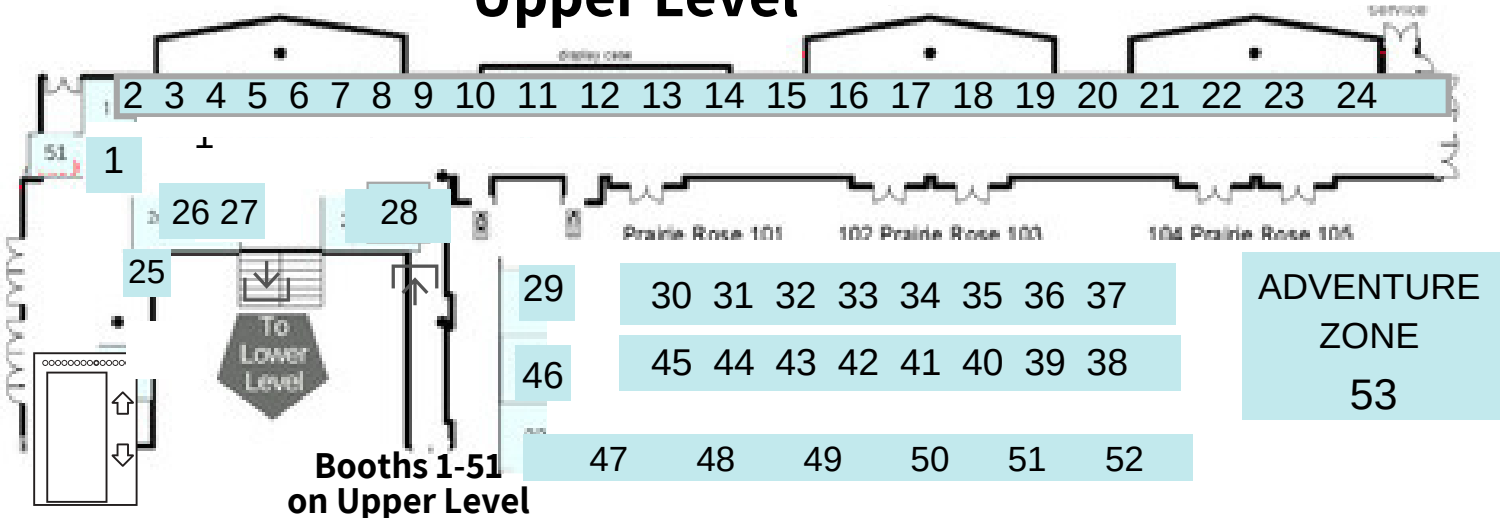 Upper Level
service
display case
2 3 4 5 6 7 8 9 10 11 12 13 14 15 16 17 18 19 20 21 22 23 24
51
1
26 27
28
Prairie Rose 101
102 Prairie Rose 103
104 Prairie Rose 105
25
29
30 31 32 33 34 35 36 37
ADVENTURE
ZONE
53
To
Lower
Level
46
45 44 43 42 41 40 39 38
47 48 49 50 51 52
Booths 1-51
on Upper Level